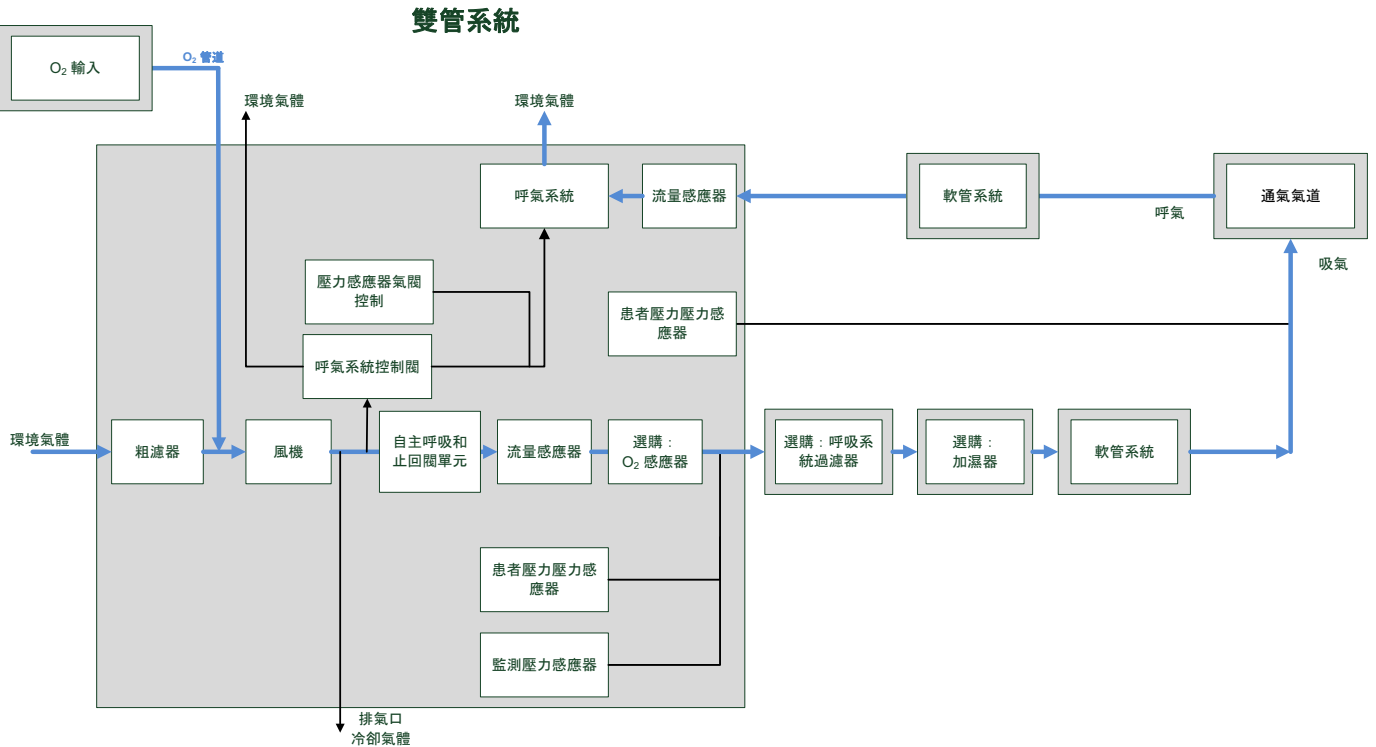 雙管系統
O₂ 輸入
O₂ 管道
環境氣體
環境氣體
呼氣系統
流量感應器
軟管系統
通氣氣道
呼氣
吸氣
壓力感應器氣閥
控制
患者壓力壓力感
應器
呼氣系統控制閥
環境氣體
粗濾器
風機
自主呼吸和
止回閥單元
流量感應器
選購：
O₂ 感應器
選購：呼吸系
統過濾器
選購：
加濕器
軟管系統
患者壓力壓力感
應器
監測壓力感應器
排氣口
冷卻氣體